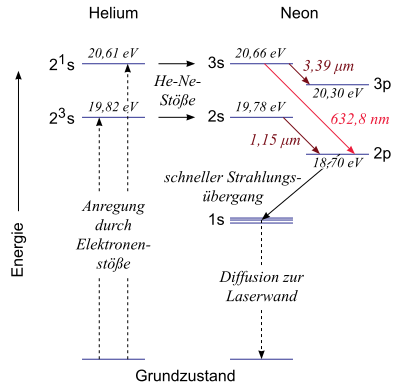 Helium
Neon
2¹s
20,61 eV
3s
20,66 eV
3,39 µm
3p
20,30 eV
He-Ne-
Stöße
632,8 nm
2³s
19,82 eV
2s
19,78 eV
1,15 µm
2p
18,70 eV
schneller Strahlungs-
übergang
1s
Anregung
durch
Elektronen-
stöße
Diffusion zur
Laserwand
Energie
Grundzustand